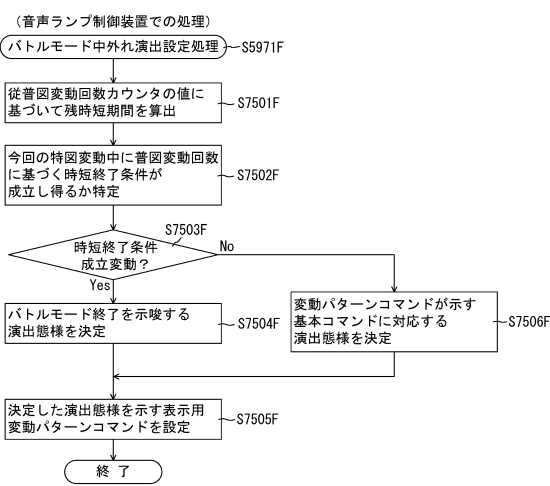 (音声ランプ制御装置での処理)
バトルモード中外れ演出設定処理
S5971F
従普図変動回数カウンタの値に
基づいて残時短期間を算出
S7501F
今回の特図変動中に普図変動回数
に基づく時短終了条件が
成立し得るか特定
S7502F
S7503F
時短終了条件
成立変動？
No
Yes
バトルモード終了を示唆する
演出態様を決定
S7504F
変動パターンコマンドが示す
基本コマンドに対応する
演出態様を決定
S7506F
決定した演出態様を示す表示用
変動パターンコマンドを設定
S7505F
終了